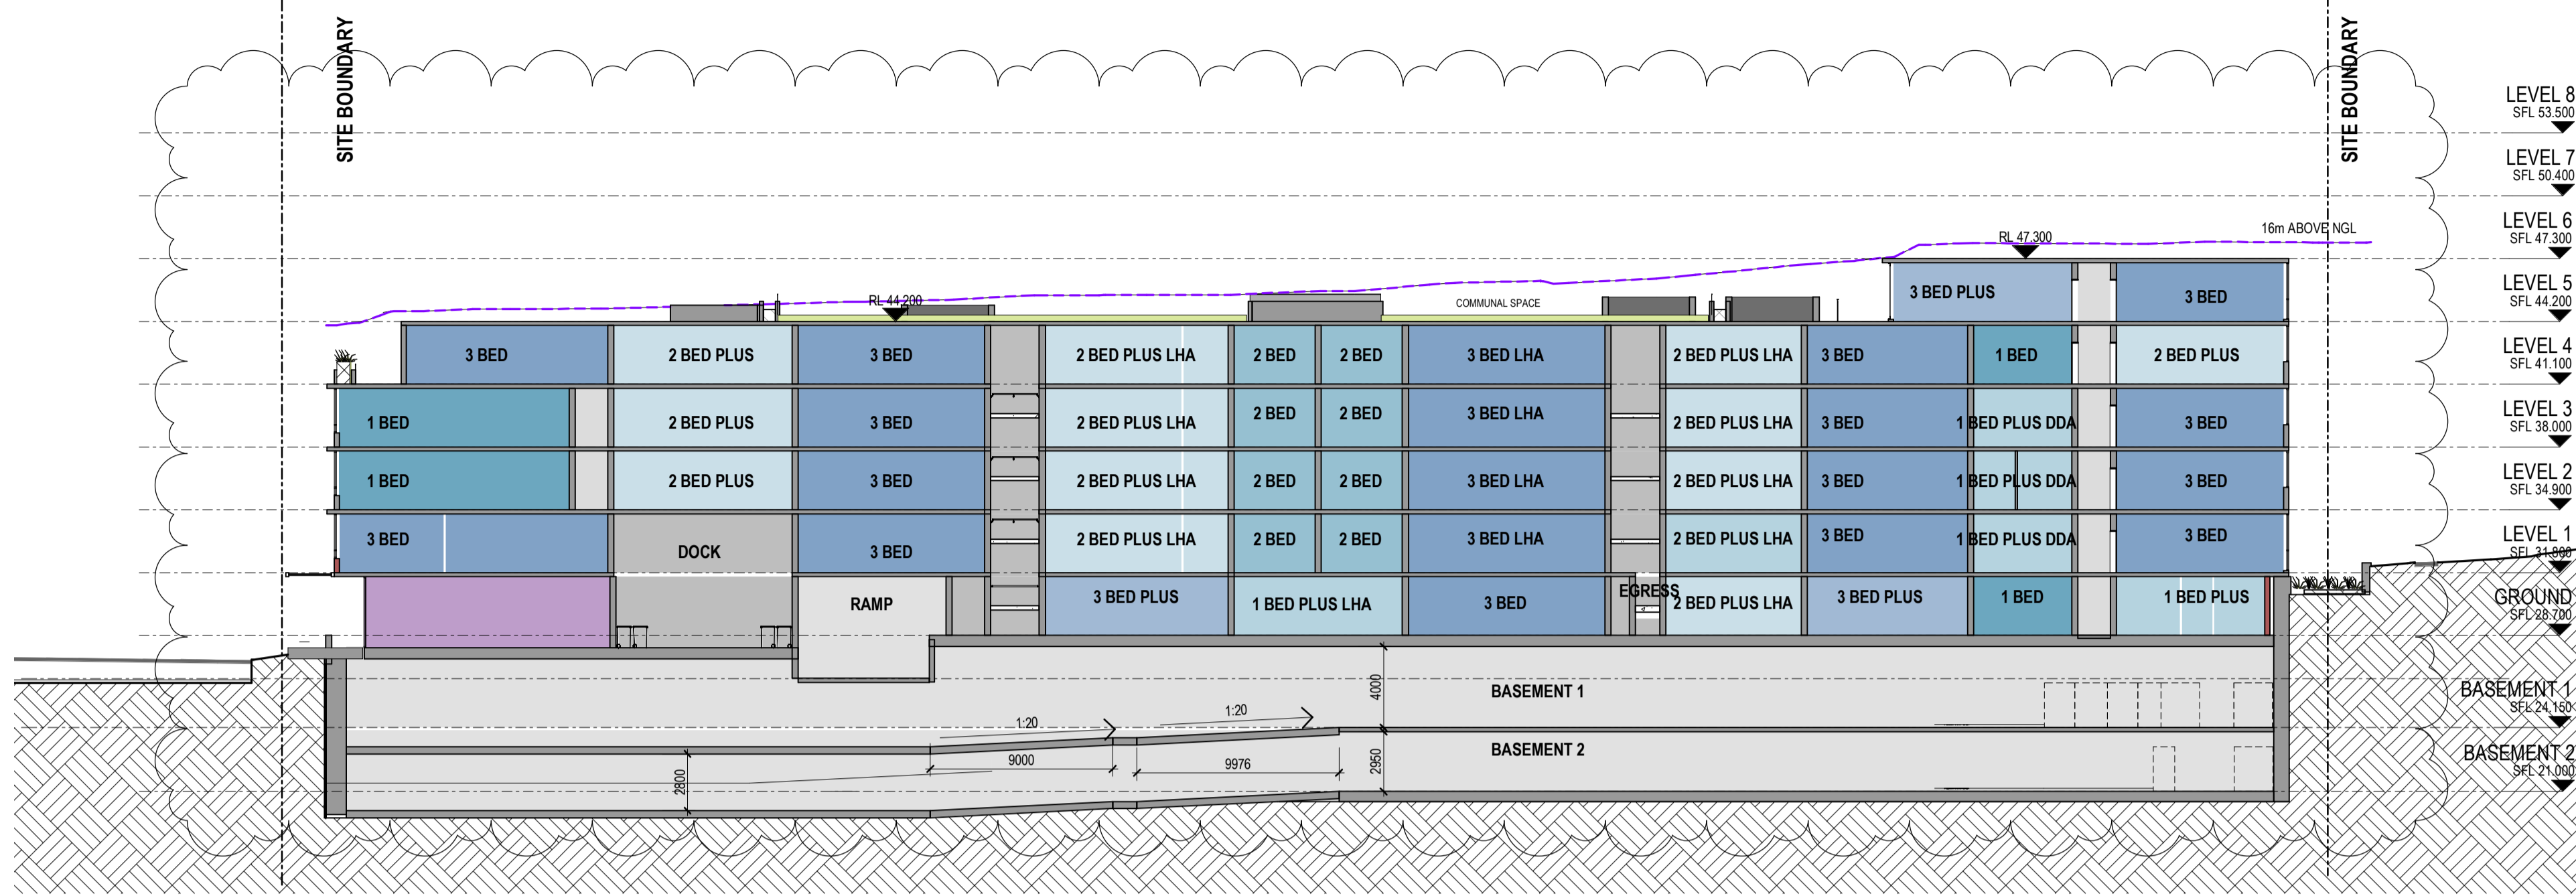 SITE BOUNDARY
SITE BOUNDARY
LEVEL 8
SFL 53.500
LEVEL 7
SFL 50.400
LEVEL 6
SFL 47.300
16m ABOVE NGL
RL 47.300
LEVEL 5
SFL 44.200
3 BED PLUS
3 BED
RL 44.200
COMMUNAL SPACE
LEVEL 4
SFL 41.100
3 BED
2 BED PLUS
3 BED
2 BED PLUS LHA
2 BED
2 BED
3 BED LHA
2 BED PLUS LHA
3 BED
1 BED
2 BED PLUS
LEVEL 3
SFL 38.000
1 BED
2 BED PLUS
3 BED
2 BED PLUS LHA
2 BED
2 BED
3 BED LHA
2 BED PLUS LHA
3 BED
1 BED PLUS DDA
3 BED
LEVEL 2
SFL 34.900
1 BED
2 BED PLUS
3 BED
2 BED PLUS LHA
2 BED
2 BED
3 BED LHA
2 BED PLUS LHA
3 BED
1 BED PLUS DDA
3 BED
LEVEL 1
SFL 31.800
3 BED
DOCK
3 BED
2 BED PLUS LHA
2 BED
2 BED
3 BED LHA
2 BED PLUS LHA
3 BED
1 BED PLUS DDA
3 BED
GROUND
SFL 28.700
RAMP
3 BED PLUS
1 BED PLUS LHA
3 BED
EGRESS
2 BED PLUS LHA
3 BED PLUS
1 BED
1 BED PLUS
BASEMENT 1
SFL 24.150
BASEMENT 1
4000
1:20
1:20
BASEMENT 2
SFL 21.000
BASEMENT 2
2800
9000
9976
2950